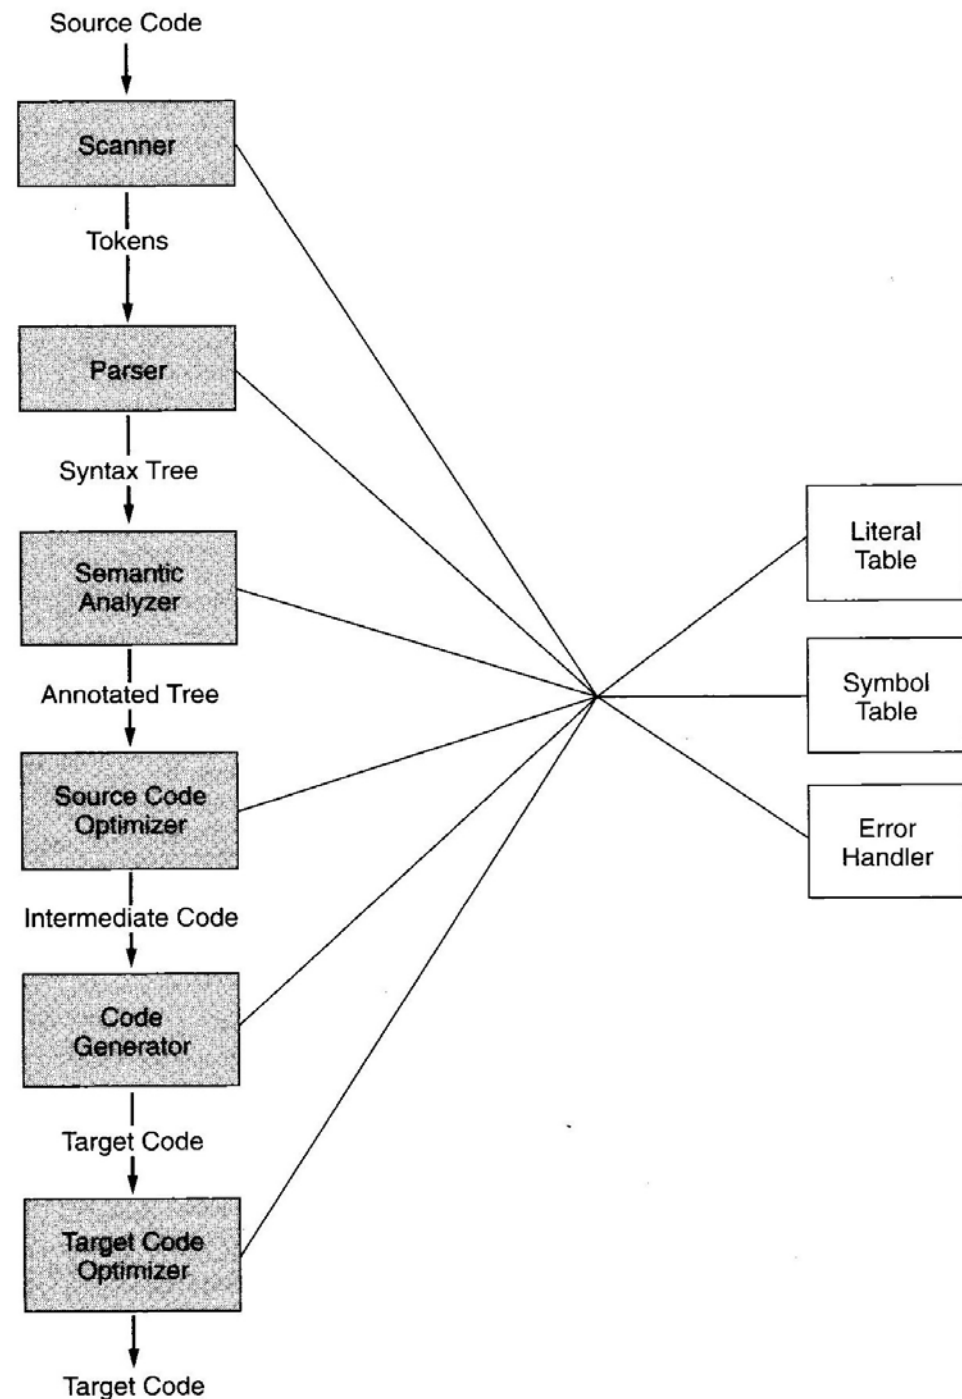 Source Code
Scanner
Tokens
Parser
Syntax Tree
Semantic
Analyzer
Annotated Tree
Source Code
Optimizer
Intermediate Code
Code
Generator
Target Code
Target Code
Optimizer
Target Code
Literal
Table
Symbol
Table
Error
Handler